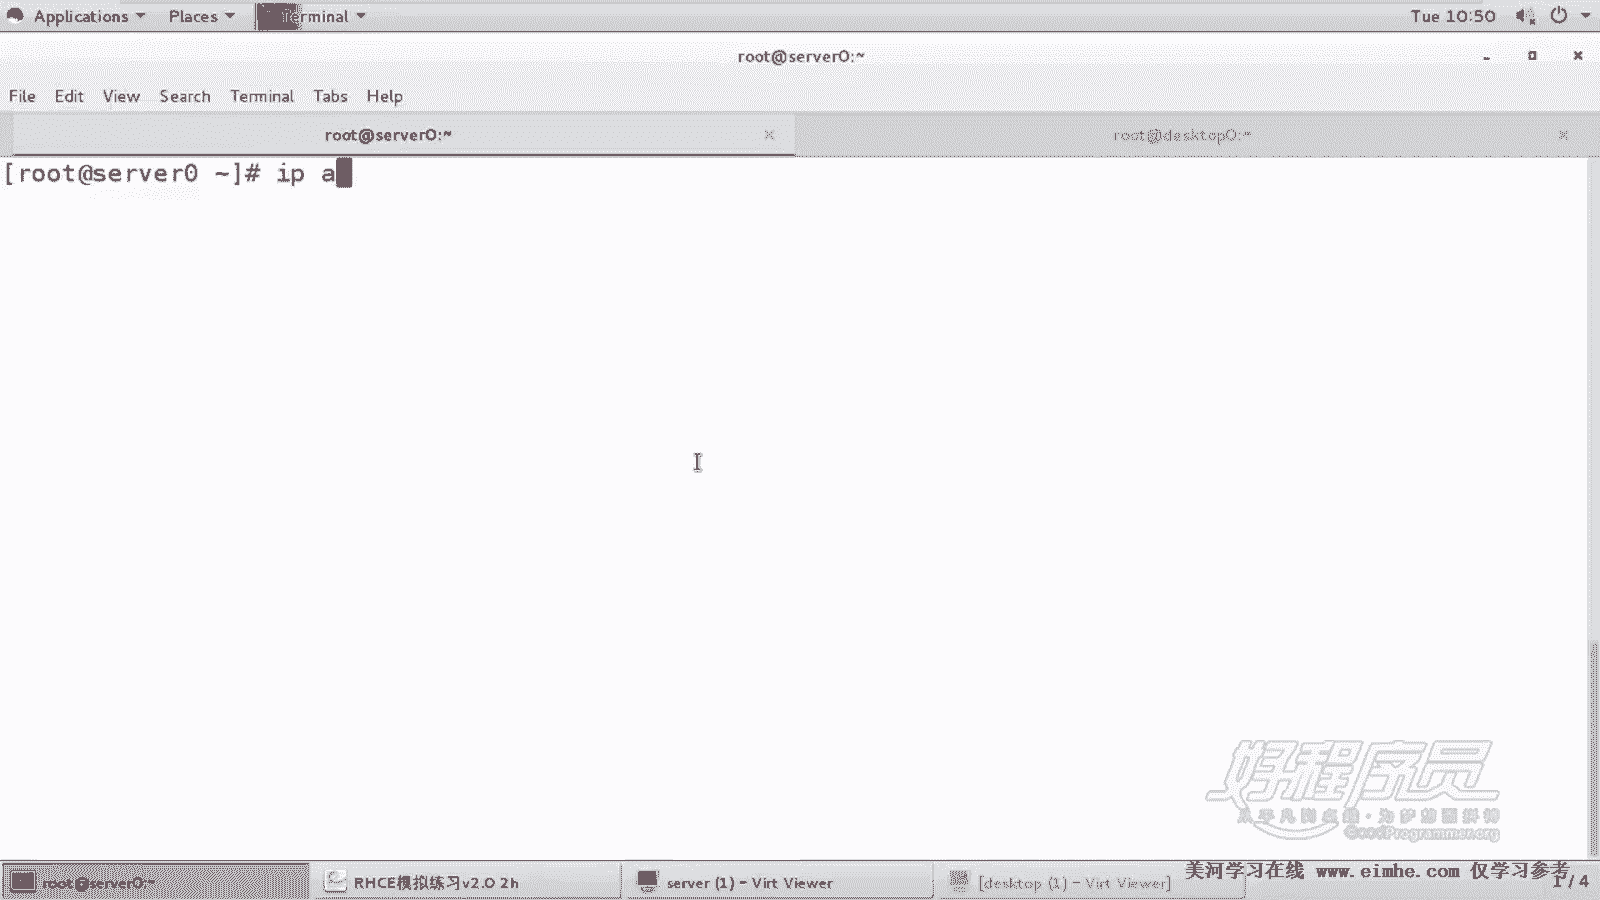 Applications Places Terminal Tue 10:50
root@server0:~
File Edit View Search Terminal Tabs Help
root@server0:~ root@desktop0:~
[root@server0 ~]# ip a
好程序员
GoodProgrammer.org
root@server0:~ RHCE模拟练习v2.0 2h server (1) - Virt Viewer [desktop (1) - Virt Viewer] 1 / 4
美河学习在线 www.eimhe.com 仅学习参考